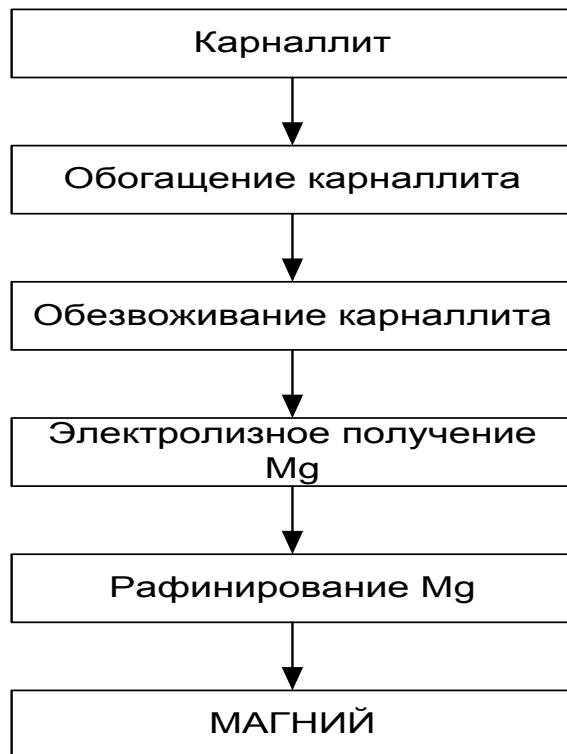 Карналлит
Обогащение карналлита
Обезвоживание карналлита
Электролизное получение
Mg
Рафинирование Mg
МАГНИЙ